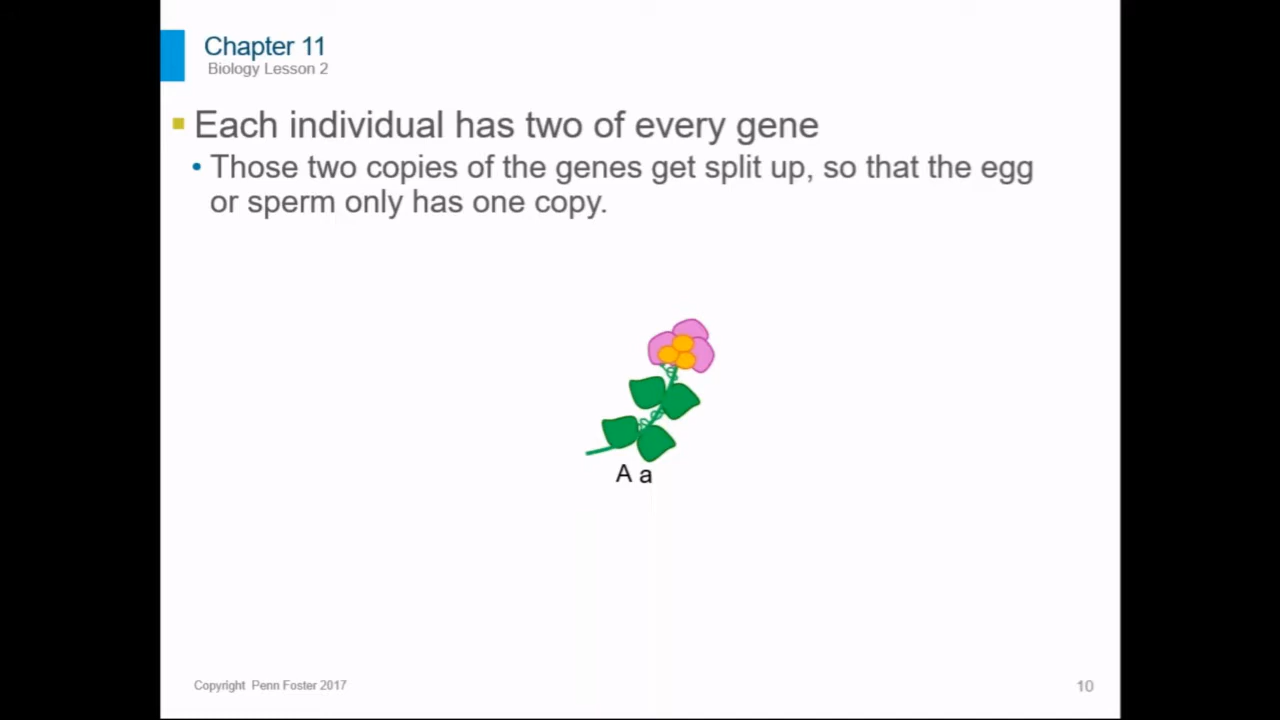 Chapter 11
Biology Lesson 2
Each individual has two of every gene
Those two copies of the genes get split up, so that the egg
or sperm only has one copy.
A a
Copyright Penn Foster 2017
10